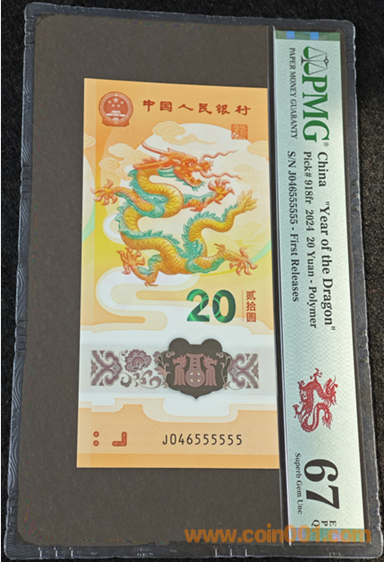 中国人民银行
20
贰拾圆
J046555555
PMG
PAPER MONEY GUARANTY
China "Year of the Dragon"
Pick# 918fr 2024 20 Yuan - Polymer
S/N J046555555 - First Releases
67
EPQ
Superb Gem Unc
www.coin001.com